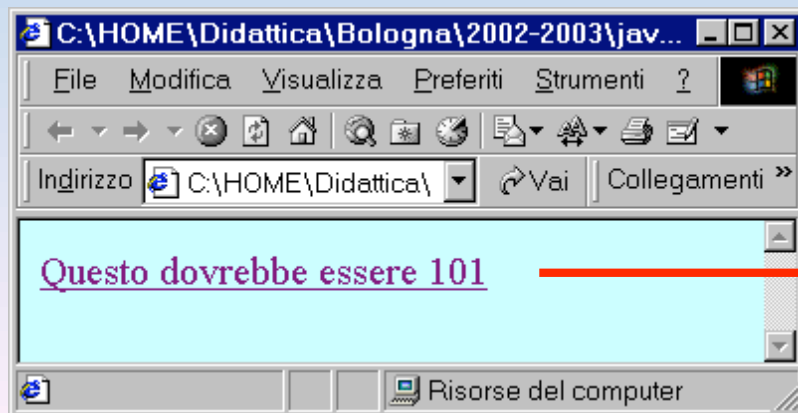 C:\HOME\Didattica\Bologna\2002-2003\jav...
File Modifica Visualizza Preferiti Strumenti ?
Indirizzo C:\HOME\Didattica\ Vai Collegamenti »
Questo dovrebbe essere 101
Risorse del computer